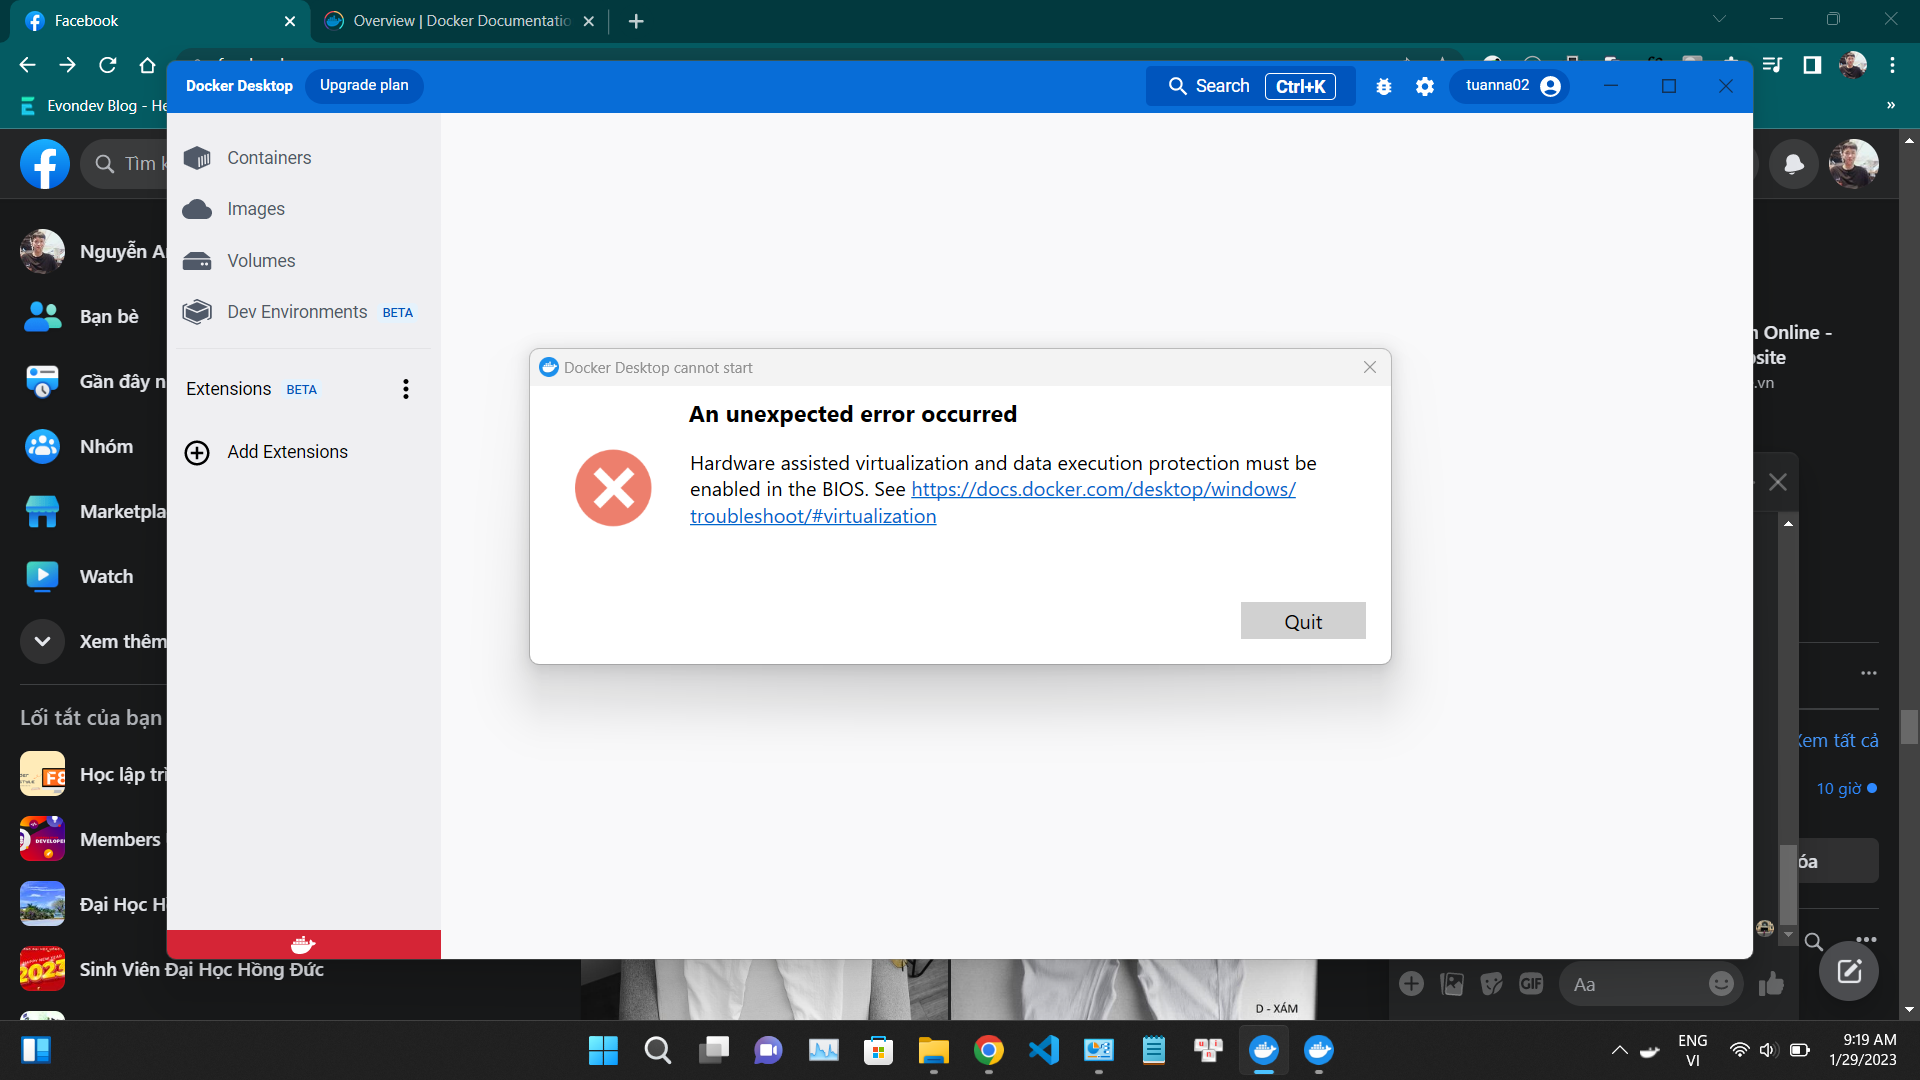 Facebook
Overview | Docker Documentatio
Evondev Blog - He
Docker Desktop
Upgrade plan
Search
Ctrl+K
tuanna02
Containers
Images
Volumes
Dev Environments BETA
Extensions BETA
Add Extensions
Docker Desktop cannot start
An unexpected error occurred
Hardware assisted virtualization and data execution protection must be
enabled in the BIOS. See https://docs.docker.com/desktop/windows/
troubleshoot/#virtualization
Quit
Tìm k
Nguyễn A
Bạn bè
Gần đây n
Nhóm
Marketpla
Watch
Xem thêm
Lối tắt của bạn
Học lập trì
F8
Members
DEVELOPE
Đại Học H
2023
Sinh Viên Đại Học Hồng Đức
n Online -
site
.vn
Xem tất cả
10 giờ
óa
D - XÁM
GIF
Aa
ENG
VI
9:19 AM
1/29/2023